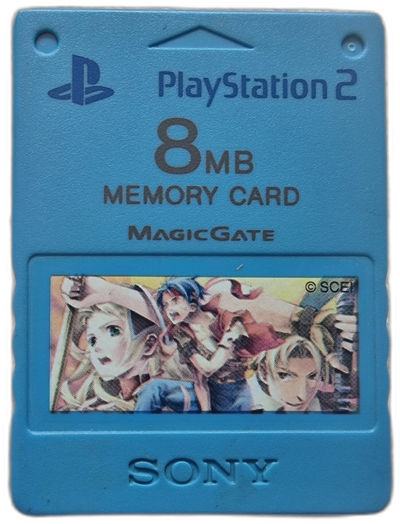 PlayStation 2
8MB
MEMORY CARD
MAGICGATE
© SCEI
SONY